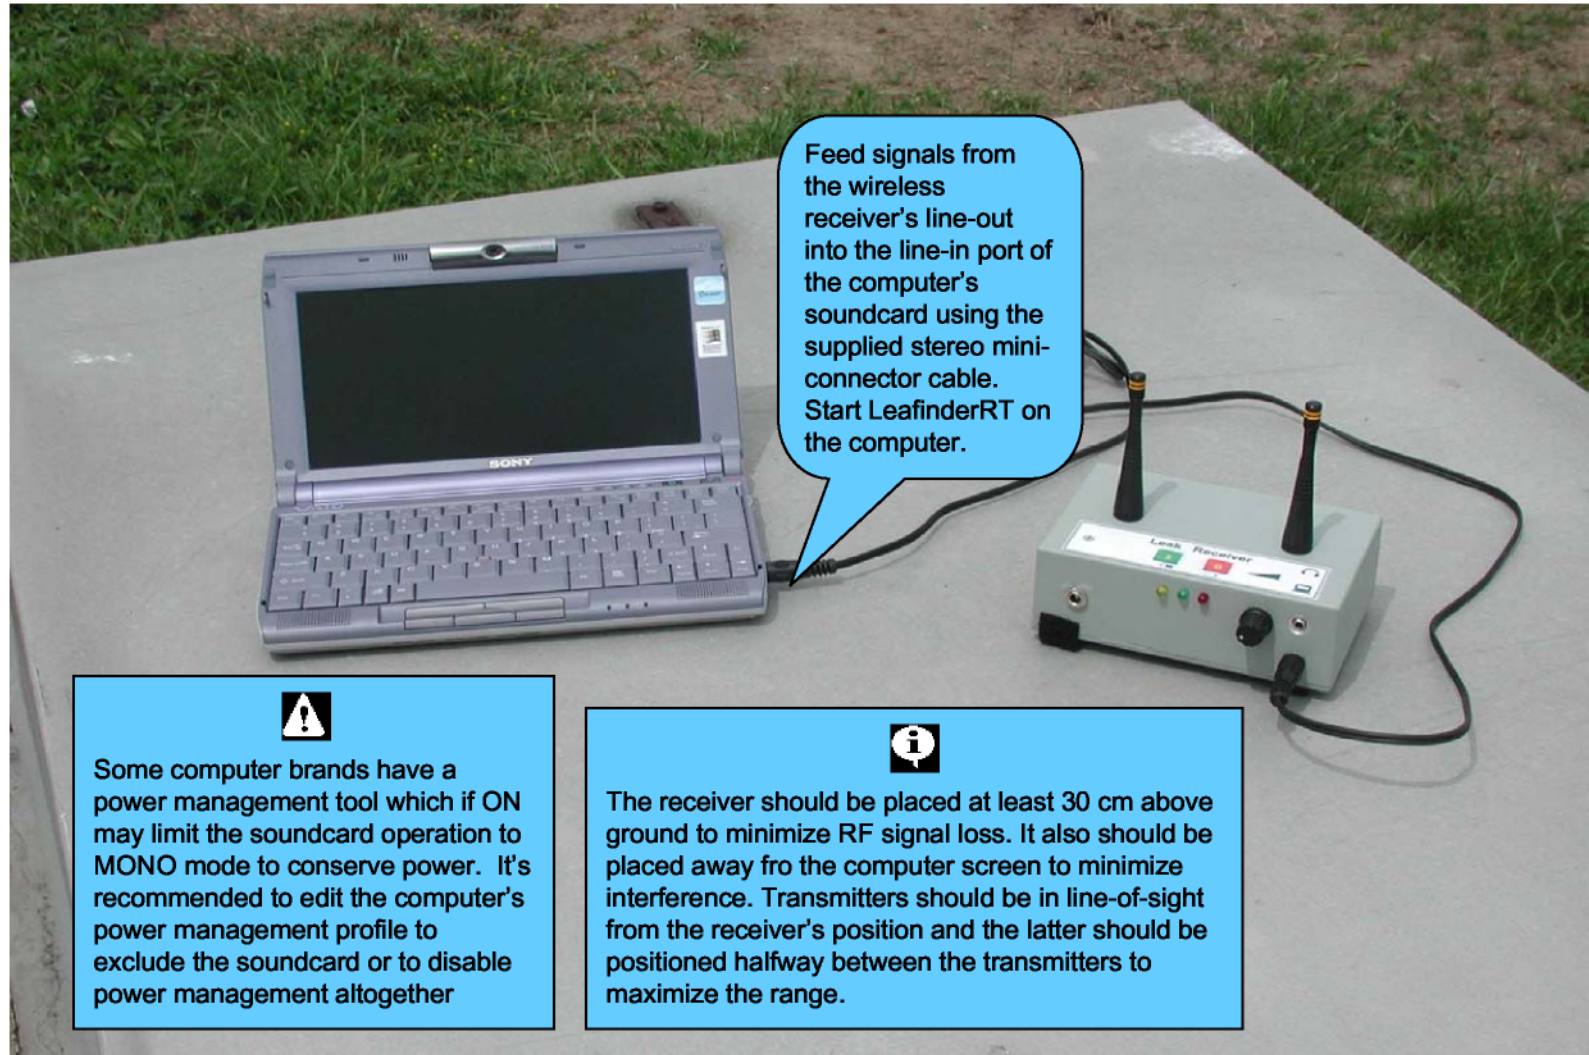 Feed signals from
the wireless
receiver's line-out
into the line-in port of
the computer's
soundcard using the
supplied stereo mini-
connector cable.
Start LeafinderRT on
the computer.
SONY
Leak Receiver
Some computer brands have a
power management tool which if ON
may limit the soundcard operation to
MONO mode to conserve power. It's
recommended to edit the computer's
power management profile to
exclude the soundcard or to disable
power management altogether
The receiver should be placed at least 30 cm above
ground to minimize RF signal loss. It also should be
placed away fro the computer screen to minimize
interference. Transmitters should be in line-of-sight
from the receiver's position and the latter should be
positioned halfway between the transmitters to
maximize the range.